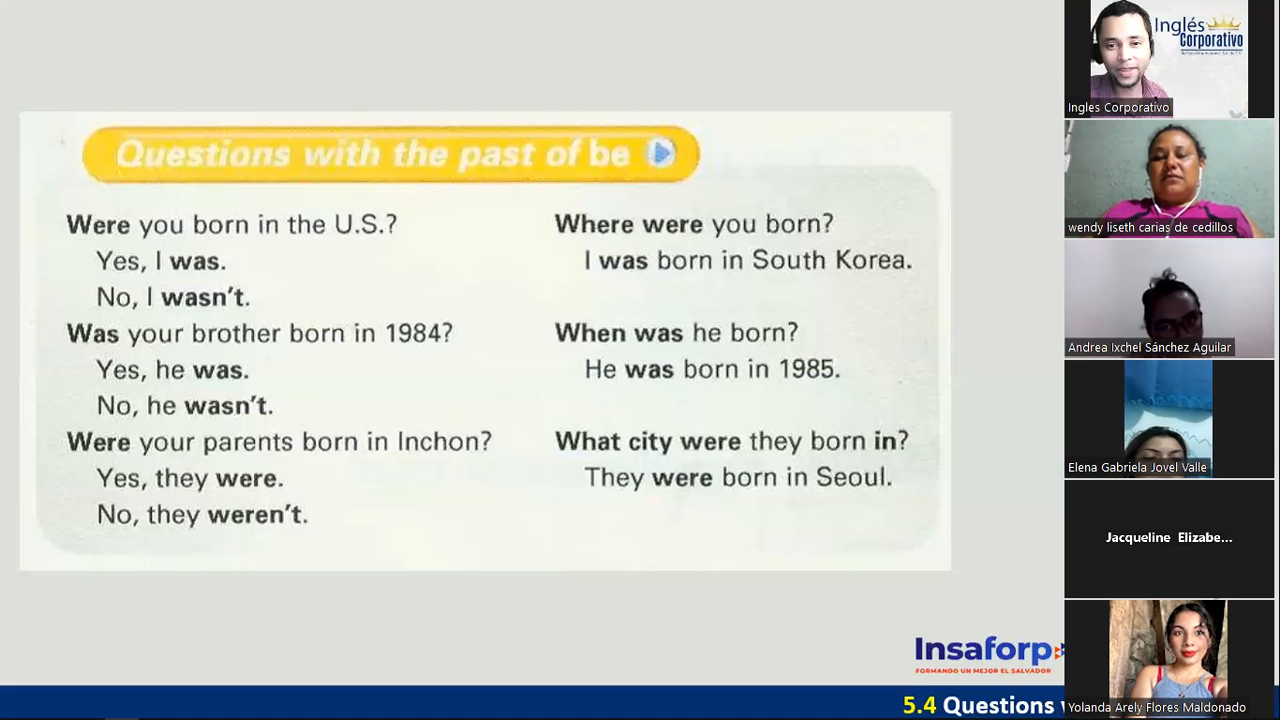 Questions with the past of be
Were you born in the U.S.?
Yes, I was.
No, I wasn't.
Was your brother born in 1984?
Yes, he was.
No, he wasn't.
Were your parents born in Inchon?
Yes, they were.
No, they weren't.
Where were you born?
I was born in South Korea.
When was he born?
He was born in 1985.
What city were they born in?
They were born in Seoul.
Insaforp
FORMANDO UN MEJOR EL SALVADOR
5.4 Questions
Inglés
Corporativo
Ingles Corporativo
wendy liseth carias de cedillos
Andrea Ixchel Sánchez Aguilar
Elena Gabriela Jovel Valle
Jacqueline Elizabe...
Yolanda Arely Flores Maldonado